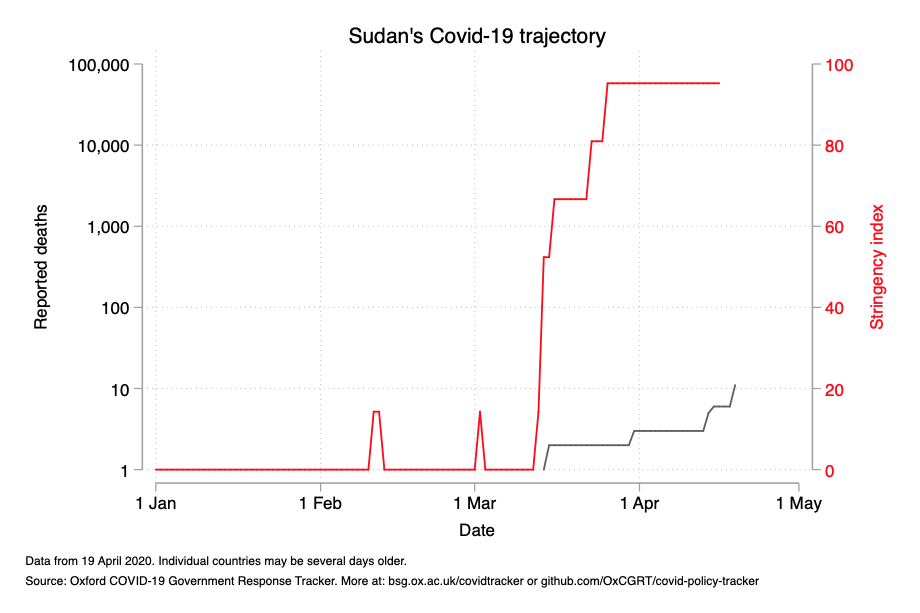 Sudan's Covid-19 trajectory
100,000
10,000
1,000
100
10
1
Reported deaths
100
80
60
40
20
0
Stringency index
1 Jan
1 Feb
1 Mar
1 Apr
1 May
Date
Data from 19 April 2020. Individual countries may be several days older.
Source: Oxford COVID-19 Government Response Tracker. More at: bsg.ox.ac.uk/covidtracker or github.com/OxCGRT/covid-policy-tracker